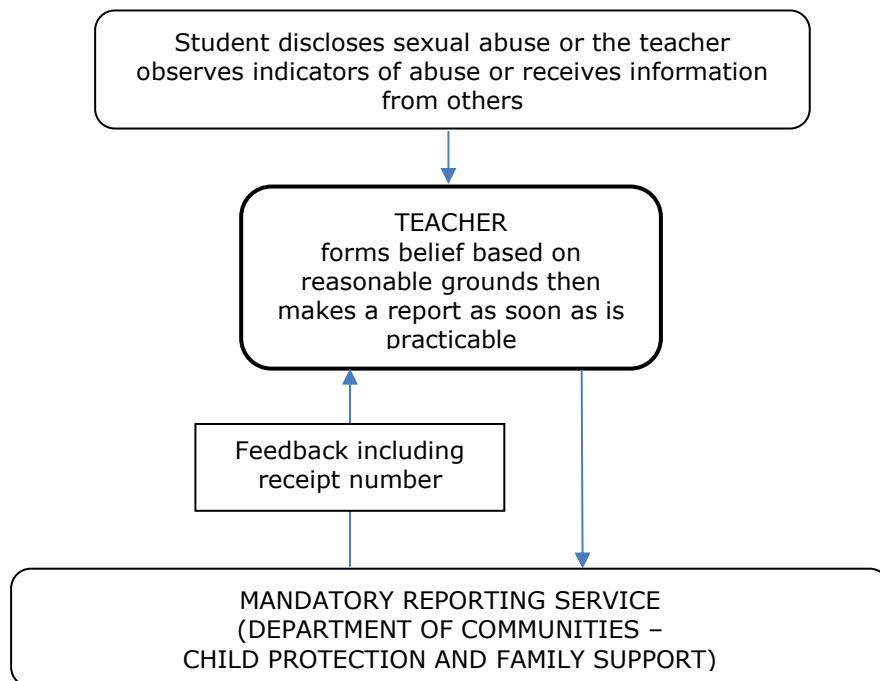 Student discloses sexual abuse or the teacher
observes indicators of abuse or receives information
from others
TEACHER
forms belief based on
reasonable grounds then
makes a report as soon as is
practicable
Feedback including
receipt number
MANDATORY REPORTING SERVICE
(DEPARTMENT OF COMMUNITIES –
CHILD PROTECTION AND FAMILY SUPPORT)